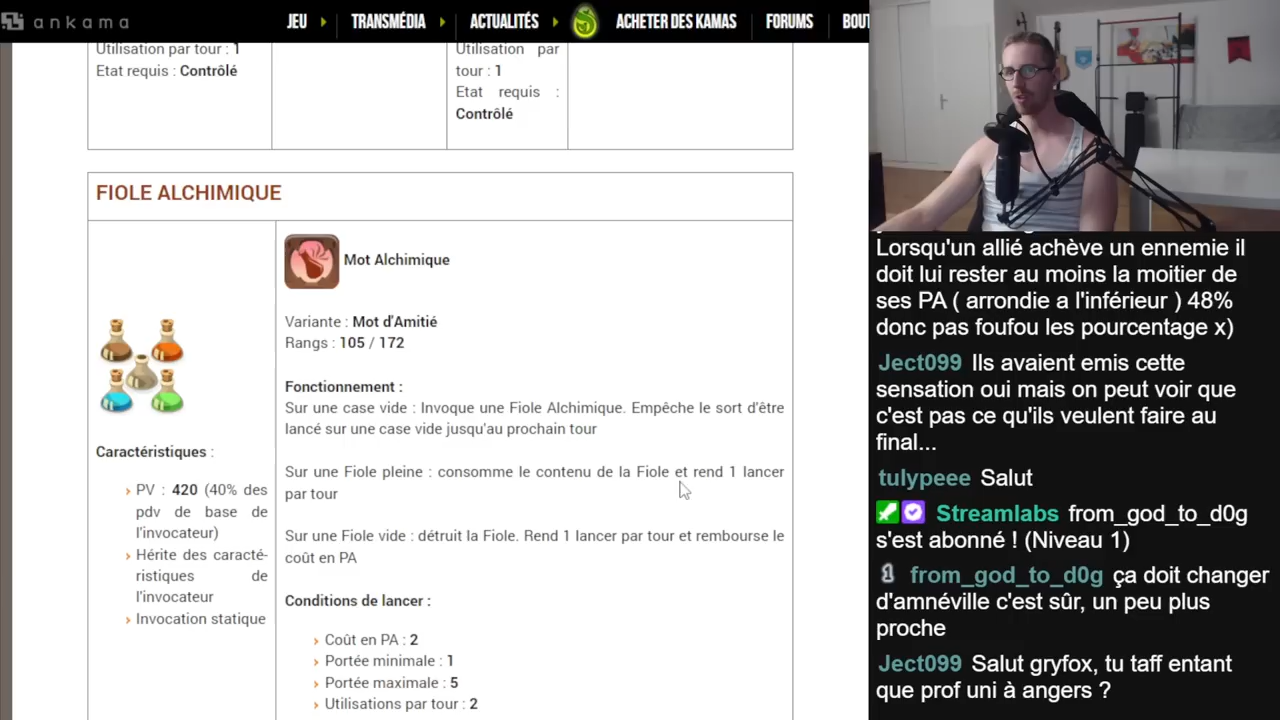 ankama
JEU
TRANSMÉDIA
ACTUALITÉS
ACHETER DES KAMAS
FORUMS
BOUT
Utilisation par tour : 1
Etat requis : Contrôlé
Utilisation par
tour : 1
Etat requis :
Contrôlé
FIOLE ALCHIMIQUE
Caractéristiques :
PV : 420 (40% des
pdv de base de
l'invocateur)
Hérite des caracté-
ristiques de
l'invocateur
Invocation statique
Mot Alchimique
Variante : Mot d'Amitié
Rangs : 105 / 172
Fonctionnement :
Sur une case vide : Invoque une Fiole Alchimique. Empêche le sort d'être
lancé sur une case vide jusqu'au prochain tour
Sur une Fiole pleine : consomme le contenu de la Fiole et rend 1 lancer
par tour
Sur une Fiole vide : détruit la Fiole. Rend 1 lancer par tour et rembourse le
coût en PA
Conditions de lancer :
Coût en PA : 2
Portée minimale : 1
Portée maximale : 5
Utilisations par tour : 2
Lorsqu'un allié achève un ennemie il
doit lui rester au moins la moitier de
ses PA ( arrondie a l'inférieur ) 48%
donc pas foufou les pourcentage x)
Ject099 Ils avaient emis cette
sensation oui mais on peut voir que
c'est pas ce qu'ils veulent faire au
final...
tulypeee Salut
Streamlabs from_god_to_d0g
s'est abonné ! (Niveau 1)
1 from_god_to_d0g ça doit changer
d'amnéville c'est sûr, un peu plus
proche
Ject099 Salut gryfox, tu taff entant
que prof uni à angers ?